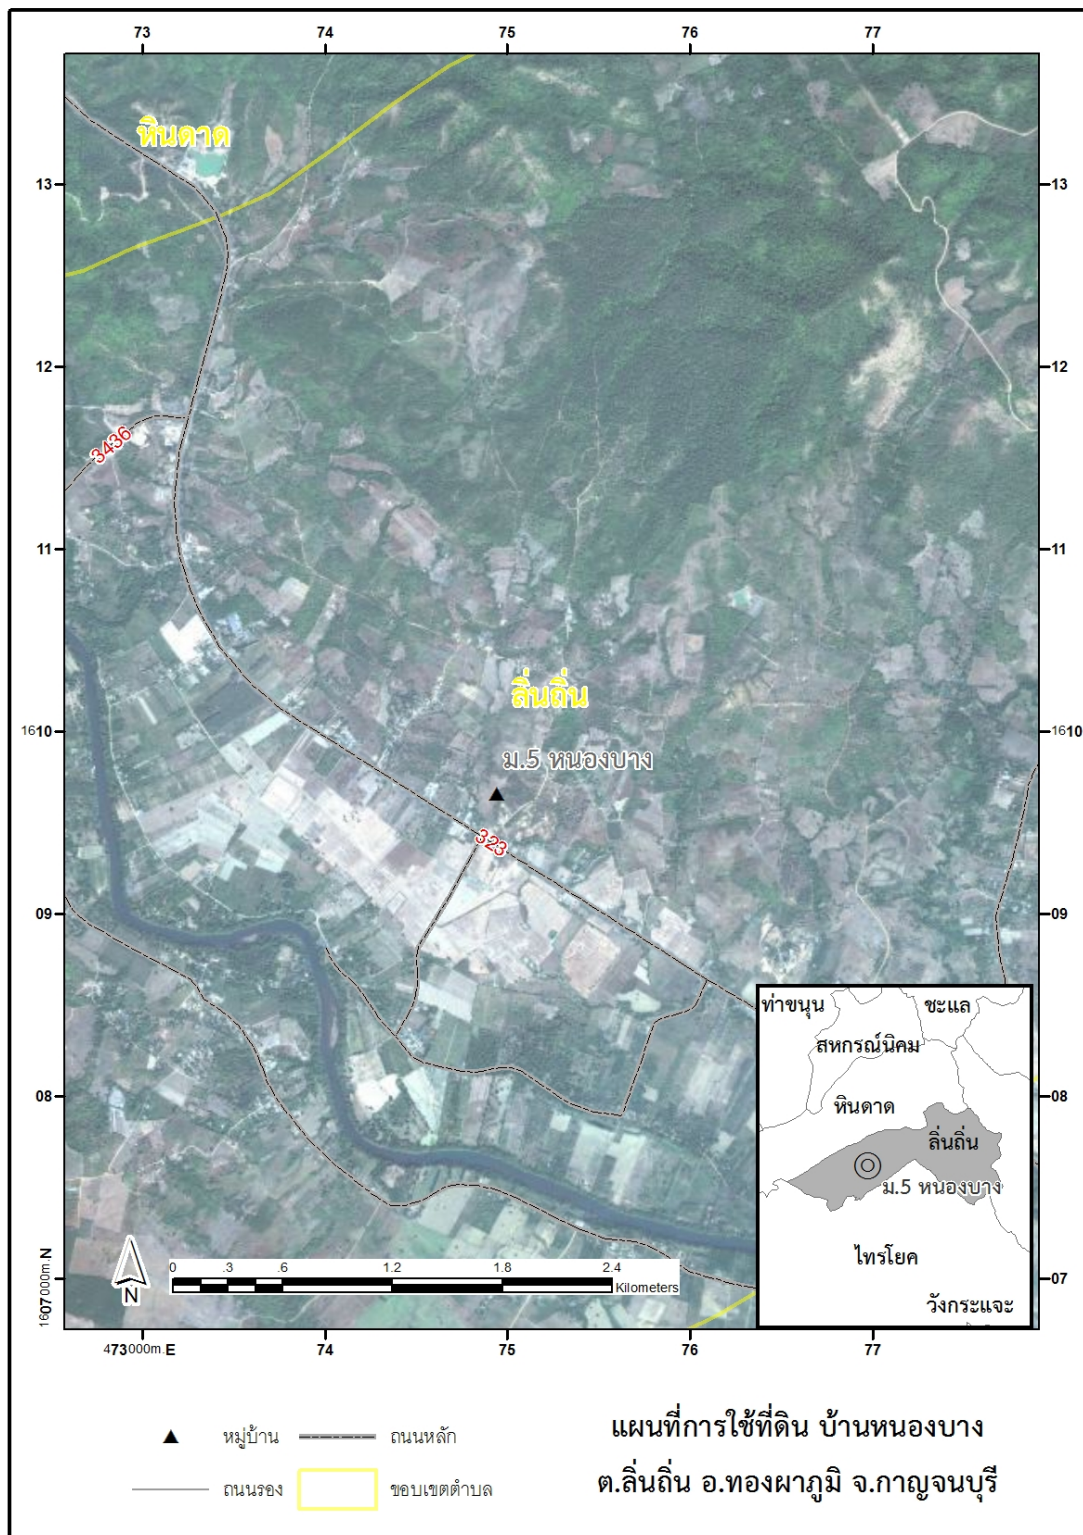 73 74 75 76 77
หินดาด
13 13
12 12
3436
11 11
ลิ่นถิ่น
1610 1610
ม.5 หนองบาง
323
09 09
ท่าขนุน ชะแล
สหกรณ์นิคม
08 08
หินดาด
ลิ่นถิ่น
ม.5 หนองบาง
ไทรโยค
วังกระแจะ
1607000m.N 07
0 .3 .6 1.2 1.8 2.4
Kilometers
N
473000m.E 74 75 76 77
หมู่บ้าน ถนนหลัก
ถนนรอง ขอบเขตตำบล
แผนที่การใช้ที่ดิน บ้านหนองบาง
ต.ลิ่นถิ่น อ.ทองผาภูมิ จ.กาญจนบุรี